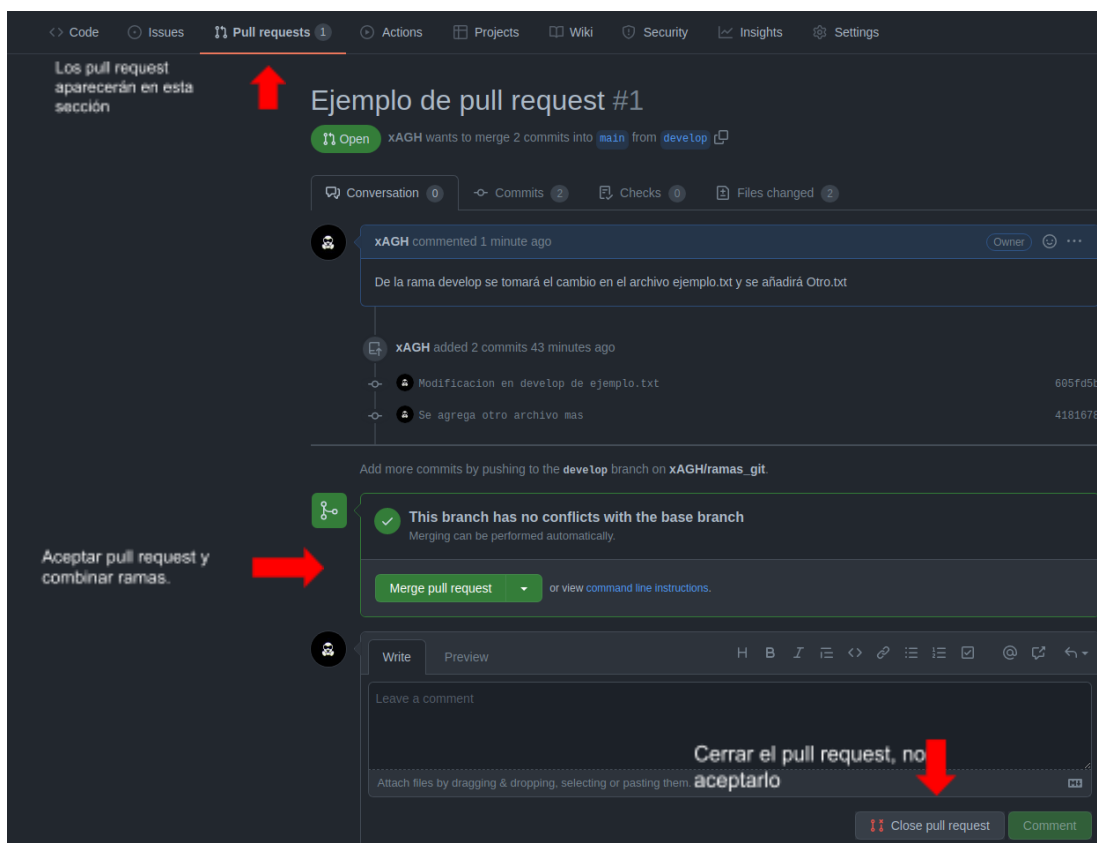 Code Issues Pull requests 1 Actions Projects Wiki Security Insights Settings
Los pull request
aparecerán en esta
sección
Ejemplo de pull request #1
Open xAGH wants to merge 2 commits into main from develop
Conversation 0 Commits 2 Checks 0 Files changed 2
xAGH commented 1 minute ago Owner
De la rama develop se tomará el cambio en el archivo ejemplo.txt y se añadirá Otro.txt
xAGH added 2 commits 43 minutes ago
Modificacion en develop de ejemplo.txt 605fd5b
Se agrega otro archivo mas 4181678
Add more commits by pushing to the develop branch on xAGH/ramas_git.
This branch has no conflicts with the base branch
Merging can be performed automatically.
Aceptar pull request y
combinar ramas.
Merge pull request or view command line instructions.
Write Preview H B I
Leave a comment
Cerrar el pull request, no
aceptarlo
Attach files by dragging & dropping, selecting or pasting them.
Close pull request Comment